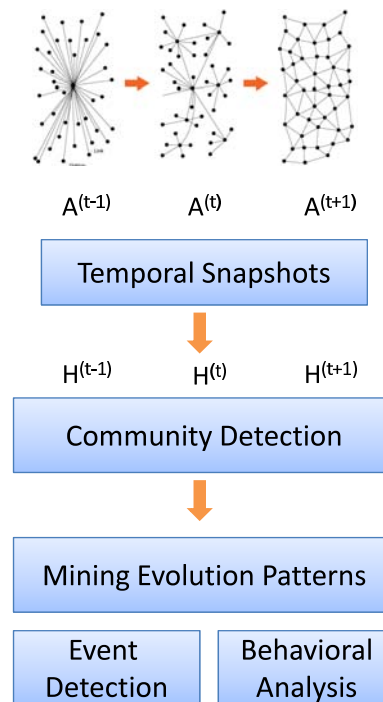 A(t-1) A(t) A(t+1)
Temporal Snapshots
H(t-1) H(t) H(t+1)
Community Detection
Mining Evolution Patterns
Event
Detection
Behavioral
Analysis